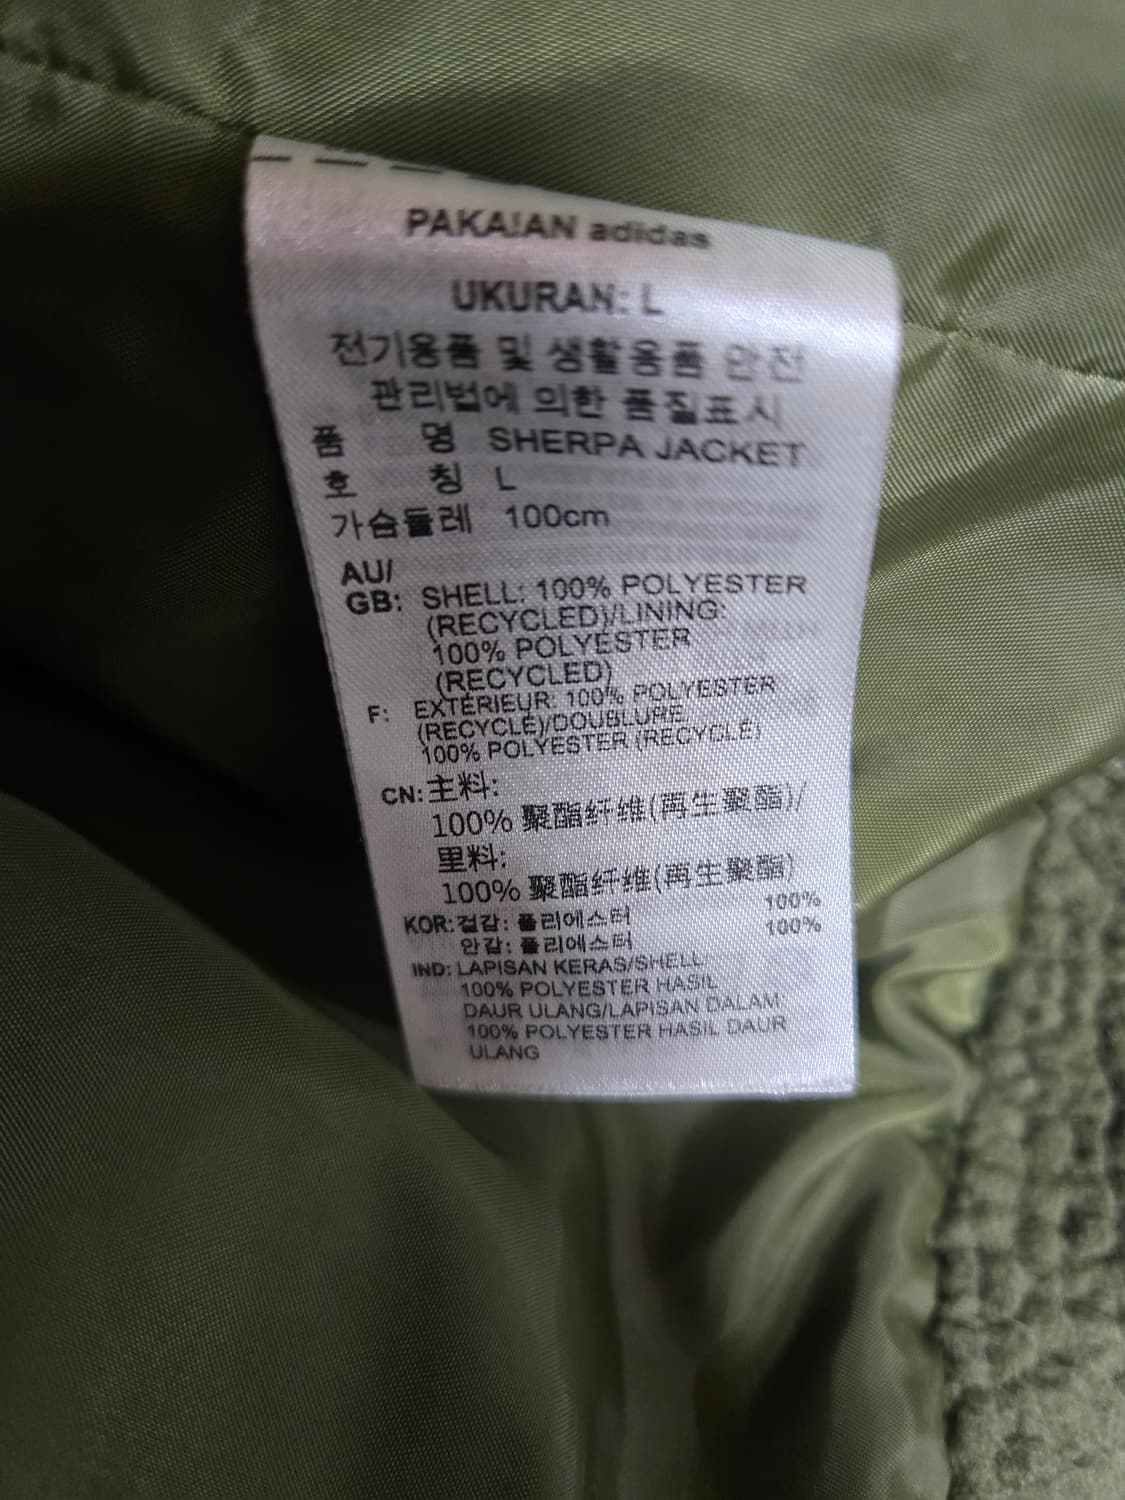 PAKAIAN adidas
UKURAN: L
전기용품 및 생활용품 안전
관리법에 의한 품질표시
품 명 SHERPA JACKET
호 칭 L
가슴둘레 100cm
AU/
GB: SHELL: 100% POLYESTER
(RECYCLED)/LINING:
100% POLYESTER
(RECYCLED)
F: EXTÉRIEUR: 100% POLYESTER
(RECYCLÉ)/DOUBLURE
100% POLYESTER (RECYCLÉ)
CN: 主料:
100% 聚酯纤维(再生聚酯)/
里料:
100% 聚酯纤维(再生聚酯)
KOR: 겉감: 폴리에스터 100%
안감: 폴리에스터 100%
IND: LAPISAN KERAS/SHELL
100% POLYESTER HASIL
DAUR ULANG/LAPISAN DALAM:
100% POLYESTER HASIL DAUR
ULANG